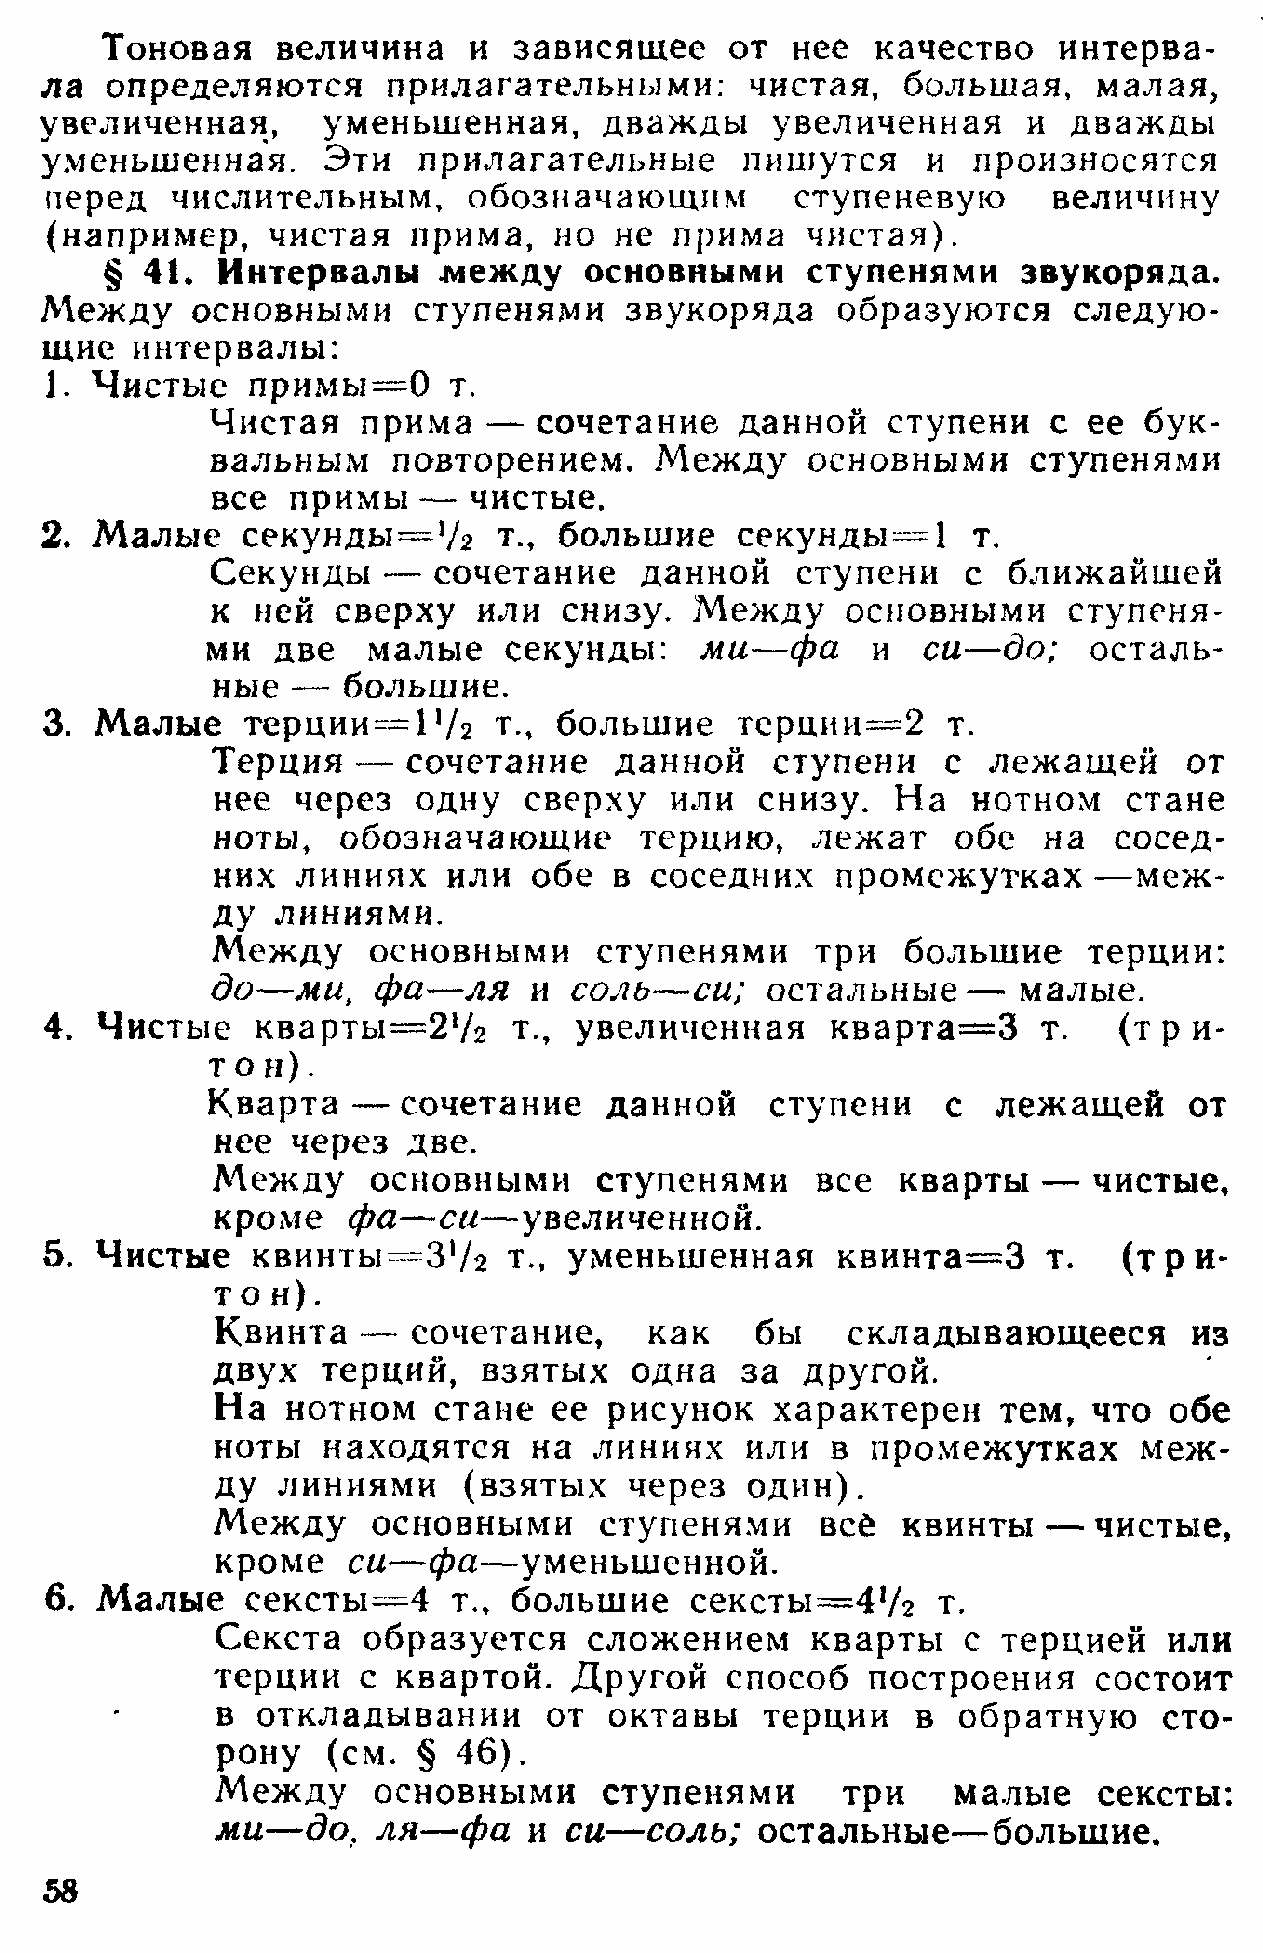 Тоновая величина и зависящее от нее качество интерва-
ла определяются прилагательными: чистая, большая, малая,
увеличенная, уменьшенная, дважды увеличенная и дважды
уменьшенная. Эти прилагательные пишутся и произносятся
перед числительным, обозначающим ступеневую величину
(например, чистая прима, но не прима чистая).
§ 41. Интервалы между основными ступенями звукоряда.
Между основными ступенями звукоряда образуются следую-
щие интервалы:
1. Чистые примы=0 т.
Чистая прима — сочетание данной ступени с ее бук-
вальным повторением. Между основными ступенями
все примы — чистые.
2. Малые секунды=1/2 т., большие секунды=1 т.
Секунды — сочетание данной ступени с ближайшей
к ней сверху или снизу. Между основными ступеня-
ми две малые секунды: ми—фа и си—до; осталь-
ные — большие.
3. Малые терции=1 1/2 т., большие терции=2 т.
Терция — сочетание данной ступени с лежащей от
нее через одну сверху или снизу. На нотном стане
ноты, обозначающие терцию, лежат обе на сосед-
них линиях или обе в соседних промежутках —меж-
ду линиями.
Между основными ступенями три большие терции:
до—ми, фа—ля и соль—си; остальные — малые.
4. Чистые кварты=2 1/2 т., увеличенная кварта=3 т. (т р и-
т о н).
Кварта — сочетание данной ступени с лежащей от
нее через две.
Между основными ступенями все кварты — чистые,
кроме фа—си—увеличенной.
5. Чистые квинты=3 1/2 т., уменьшенная квинта=3 т. (т р и-
т о н).
Квинта — сочетание, как бы складывающееся из
двух терций, взятых одна за другой.
На нотном стане ее рисунок характерен тем, что обе
ноты находятся на линиях или в промежутках меж-
ду линиями (взятых через один).
Между основными ступенями все квинты — чистые,
кроме си—фа—уменьшенной.
6. Малые сексты=4 т., большие сексты=4 1/2 т.
Секста образуется сложением кварты с терцией или
терции с квартой. Другой способ построения состоит
в откладывании от октавы терции в обратную сто-
рону (см. § 46).
Между основными ступенями три малые сексты:
ми—до, ля—фа и си—соль; остальные—большие.
58